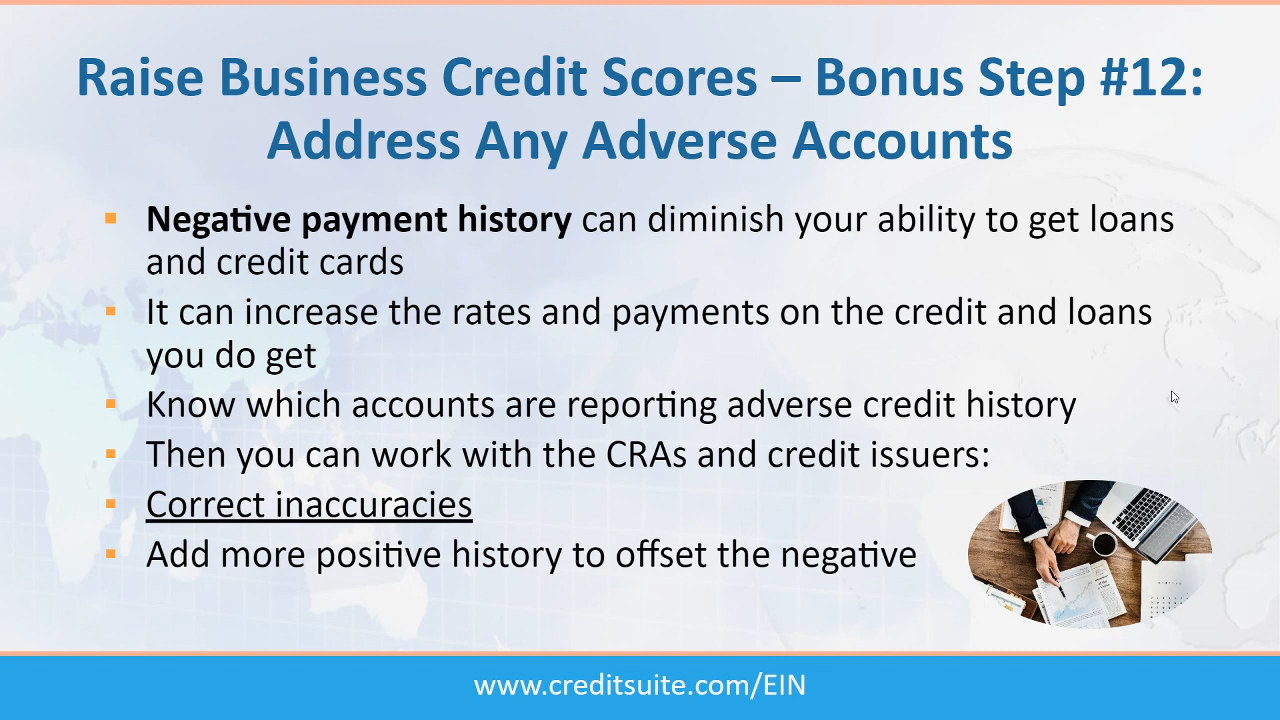 Raise Business Credit Scores – Bonus Step #12:
Address Any Adverse Accounts
Negative payment history can diminish your ability to get loans
and credit cards
It can increase the rates and payments on the credit and loans
you do get
Know which accounts are reporting adverse credit history
Then you can work with the CRAs and credit issuers:
Correct inaccuracies
Add more positive history to offset the negative
www.creditsuite.com/EIN